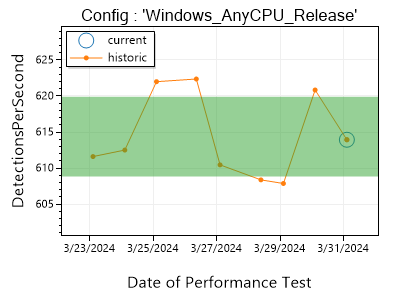 Config : 'Windows_AnyCPU_Release'
current
historic
DetectionsPerSecond
625
620
615
610
605
3/23/2024 3/25/2024 3/27/2024 3/29/2024 3/31/2024
Date of Performance Test